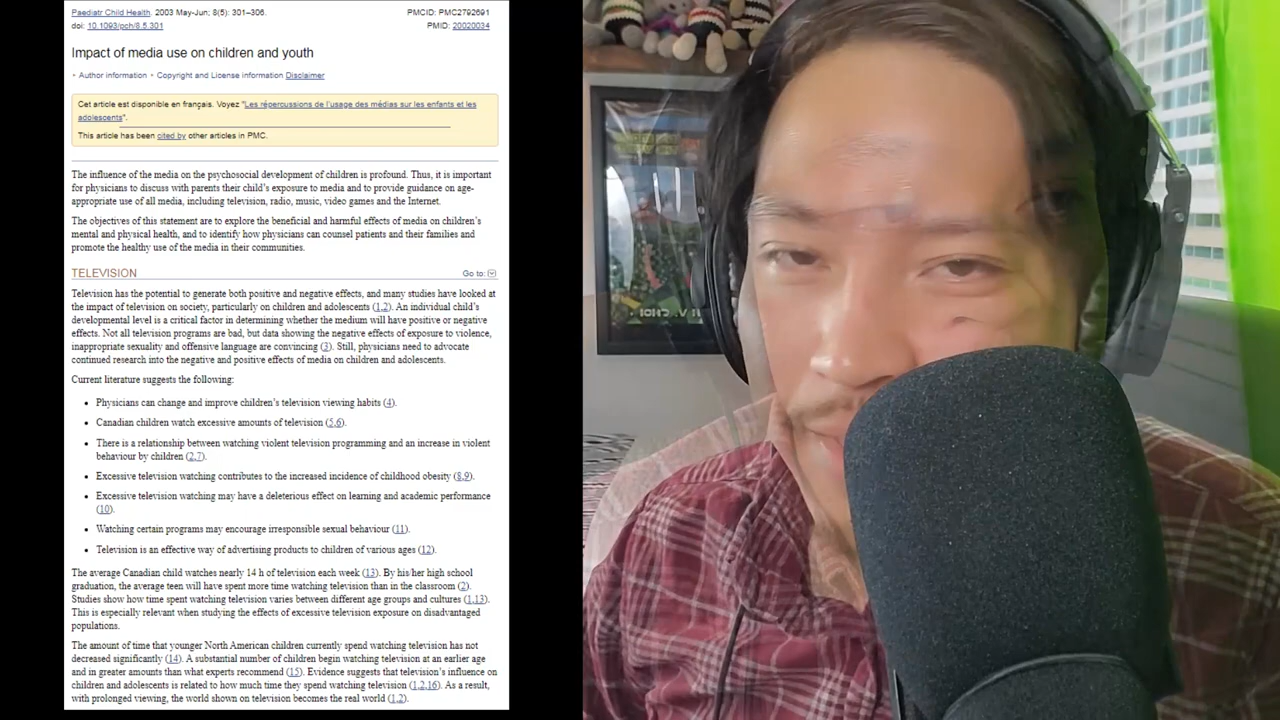 Paediatr Child Health. 2003 May-Jun; 8(5): 301–306.
PMCID: PMC2792691
doi: 10.1093/pch/8.5.301
PMID: 20020034
Impact of media use on children and youth
Author information Copyright and License information Disclaimer
Cet article est disponible en français. Voyez "Les répercussions de l'usage des médias sur les enfants et les
adolescents".
This article has been cited by other articles in PMC.
The influence of the media on the psychosocial development of children is profound. Thus, it is important
for physicians to discuss with parents their child's exposure to media and to provide guidance on age-
appropriate use of all media, including television, radio, music, video games and the Internet.
The objectives of this statement are to explore the beneficial and harmful effects of media on children's
mental and physical health, and to identify how physicians can counsel patients and their families and
promote the healthy use of the media in their communities.
TELEVISION
Go to:
Television has the potential to generate both positive and negative effects, and many studies have looked at
the impact of television on society, particularly on children and adolescents (1,2). An individual child's
developmental level is a critical factor in determining whether the medium will have positive or negative
effects. Not all television programs are bad, but data showing the negative effects of exposure to violence,
inappropriate sexuality and offensive language are convincing (3). Still, physicians need to advocate
continued research into the negative and positive effects of media on children and adolescents.
Current literature suggests the following:
Physicians can change and improve children's television viewing habits (4).
Canadian children watch excessive amounts of television (5,6).
There is a relationship between watching violent television programming and an increase in violent
behaviour by children (2,7).
Excessive television watching contributes to the increased incidence of childhood obesity (8,9).
Excessive television watching may have a deleterious effect on learning and academic performance
(10).
Watching certain programs may encourage irresponsible sexual behaviour (11).
Television is an effective way of advertising products to children of various ages (12).
The average Canadian child watches nearly 14 h of television each week (13). By his/her high school
graduation, the average teen will have spent more time watching television than in the classroom (2).
Studies show how time spent watching television varies between different age groups and cultures (1,13).
This is especially relevant when studying the effects of excessive television exposure on disadvantaged
populations.
The amount of time that younger North American children currently spend watching television has not
decreased significantly (14). A substantial number of children begin watching television at an earlier age
and in greater amounts than what experts recommend (15). Evidence suggests that television's influence on
children and adolescents is related to how much time they spend watching television (1,2,16). As a result,
with prolonged viewing, the world shown on television becomes the real world (1,2).